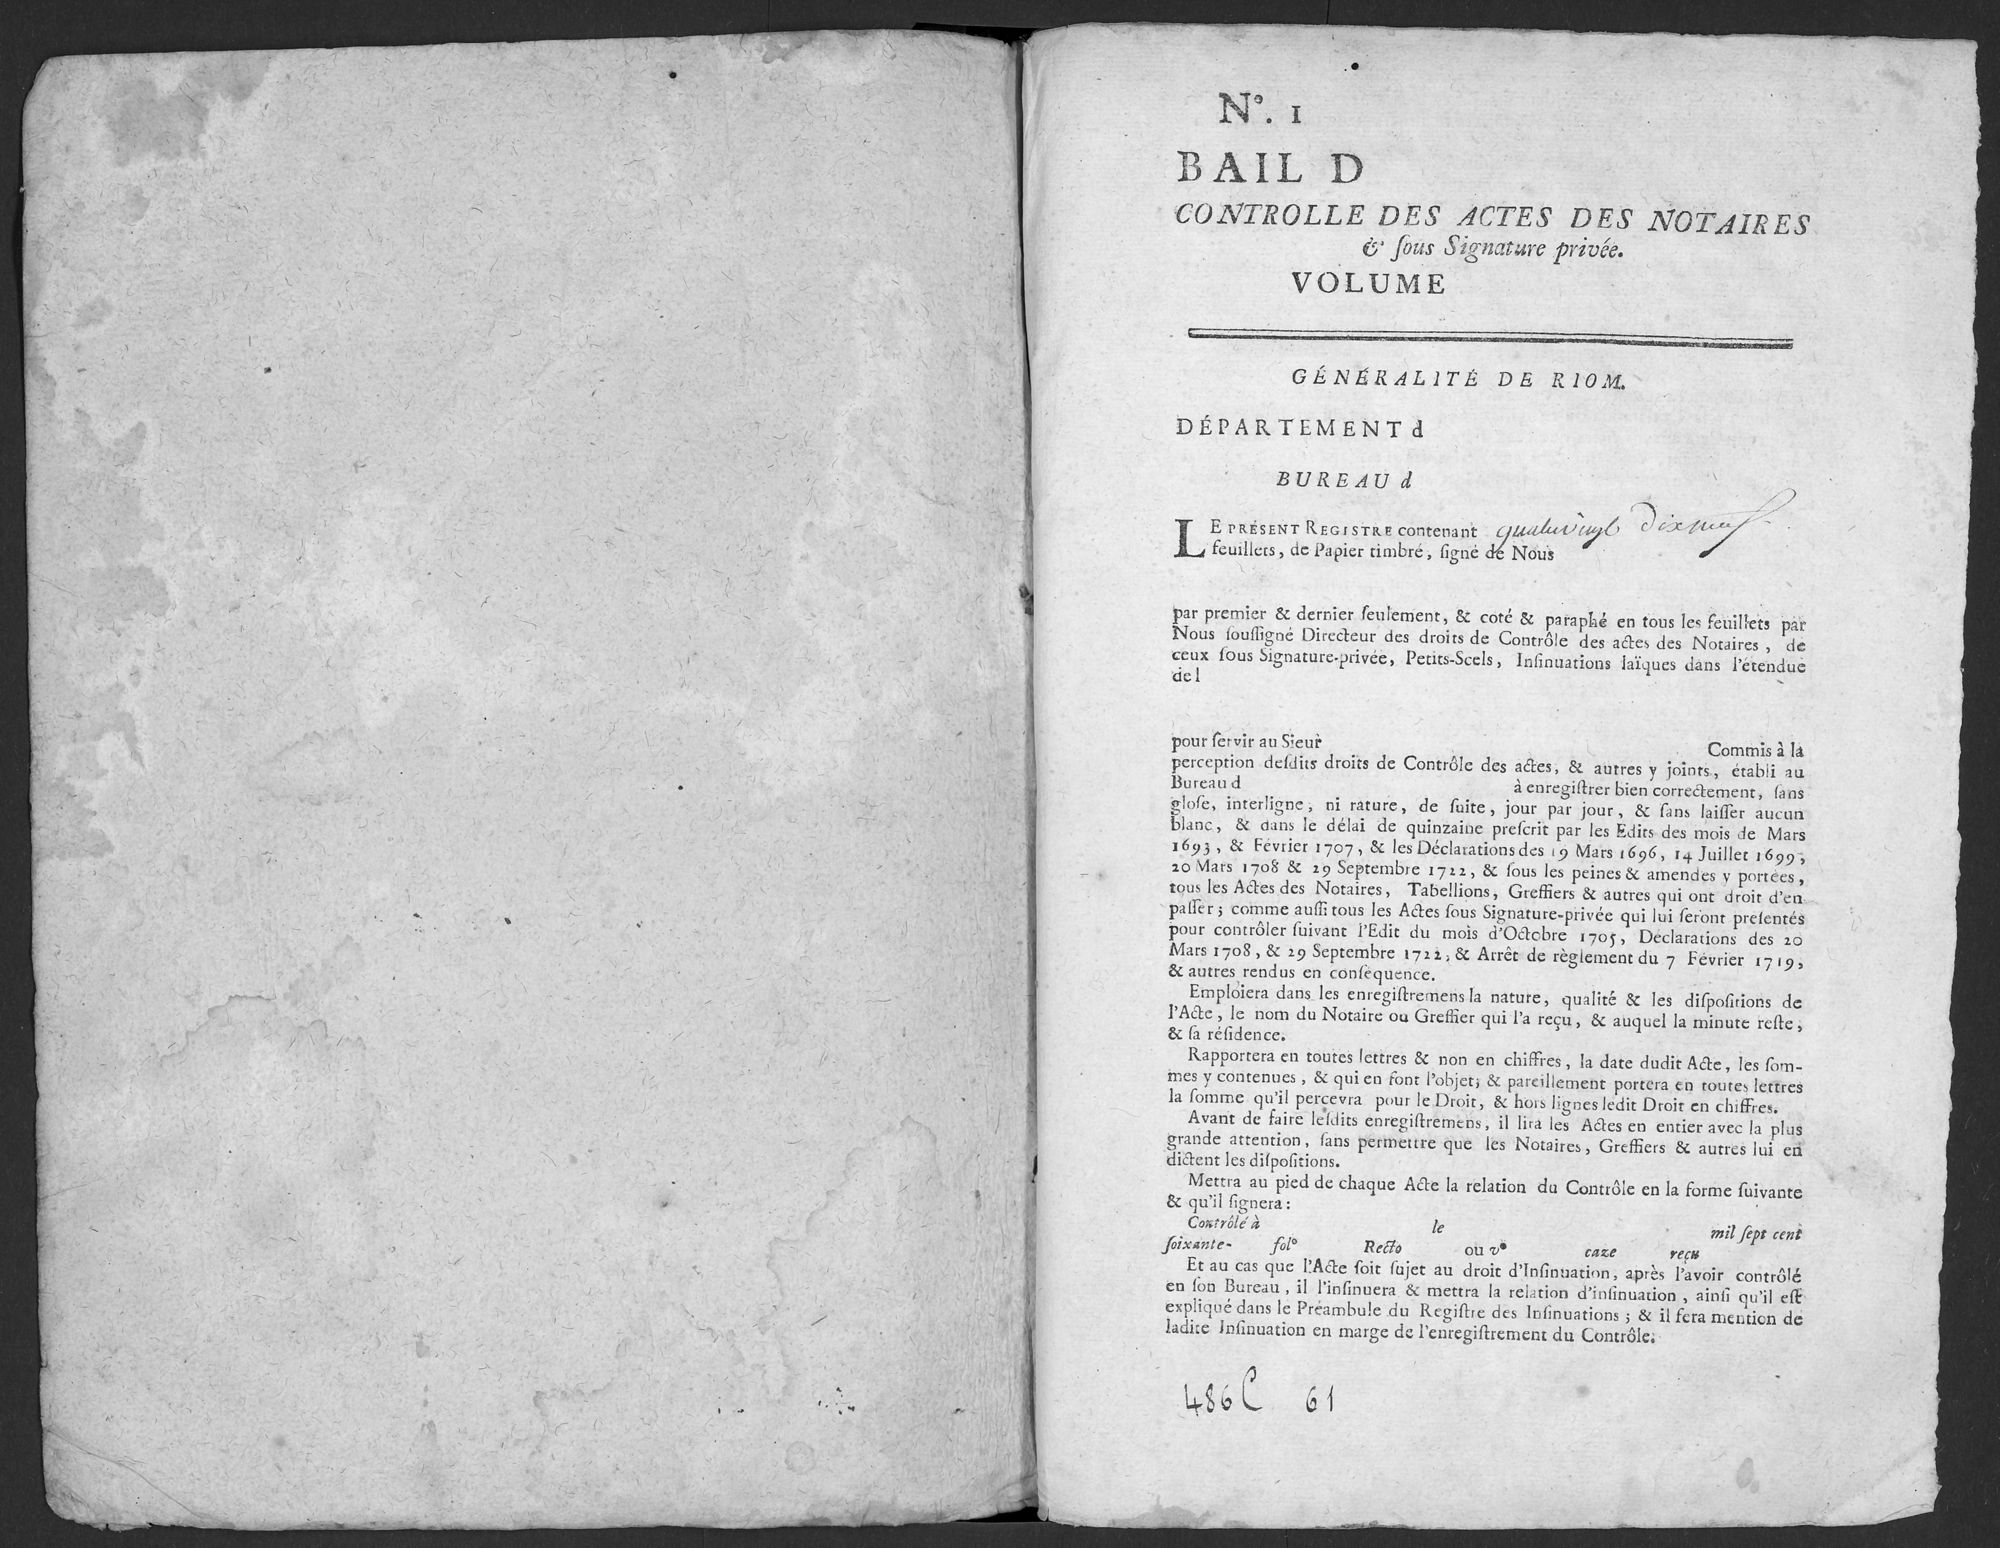 Nº. I
BAIL D
CONTROLLE DES ACTES DES NOTAIRES
& ſous Signature privée.
VOLUME
GÉNÉRALITÉ DE RIOM.
DÉPARTEMENT d
BUREAU d
LE PRÉSENT REGISTRE contenant quatrevingt dixneuf
feuillets, de Papier timbré, ſigné de Nous
par premier & dernier ſeulement, & coté & paraphé en tous les feuillets par
Nous ſouſſigné Directeur des droits de Contrôle des actes des Notaires, de
ceux ſous Signature-privée, Petits-Scels, Inſinuations laïques dans l'étendue
de l
pour ſervir au Sieur Commis à la
perception deſdits droits de Contrôle des actes, & autres y joints, établi au
Bureau d à enregiſtrer bien correctement, ſans
gloſe, interligne, ni rature, de ſuite, jour par jour, & ſans laiſſer aucun
blanc, & dans le délai de quinzaine preſcrit par les Edits des mois de Mars
1693, & Février 1707, & les Déclarations des 19 Mars 1696, 14 Juillet 1699,
20 Mars 1708 & 29 Septembre 1722, & ſous les peines & amendes y portées,
tous les Actes des Notaires, Tabellions, Greffiers & autres qui ont droit d'en
paſſer; comme auſſi tous les Actes ſous Signature-privée qui lui ſeront preſentés
pour contrôler ſuivant l'Edit du mois d'Octobre 1705, Déclarations des 20
Mars 1708, & 29 Septembre 1722, & Arrêt de règlement du 7 Février 1719,
& autres rendus en conſéquence.
Emploiera dans les enregiſtremens la nature, qualité & les diſpoſitions de
l'Acte, le nom du Notaire ou Greffier qui l'a reçu, & auquel la minute reſte,
& ſa réſidence.
Rapportera en toutes lettres & non en chiffres, la date dudit Acte, les ſom-
mes y contenues, & qui en font l'objet; & pareillement portera en toutes lettres
la ſomme qu'il percevra pour le Droit, & hors lignes ledit Droit en chiffres.
Avant de faire leſdits enregiſtremens, il lira les Actes en entier avec la plus
grande attention, ſans permettre que les Notaires, Greffiers & autres lui en
dictent les diſpoſitions.
Mettra au pied de chaque Acte la relation du Contrôle en la forme ſuivante
& qu'il ſignera:
Contrôlé à le mil ſept cent
ſoixante- folº Recto ou vº caze reçu
Et au cas que l'Acte ſoit ſujet au droit d'Inſinuation, après l'avoir contrôlé
en ſon Bureau, il l'inſinuera & mettra la relation d'inſinuation, ainſi qu'il eſt
expliqué dans le Préambule du Regiſtre des Inſinuations; & il fera mention de
ladite Inſinuation en marge de l'enregiſtrement du Contrôle.
486C 61